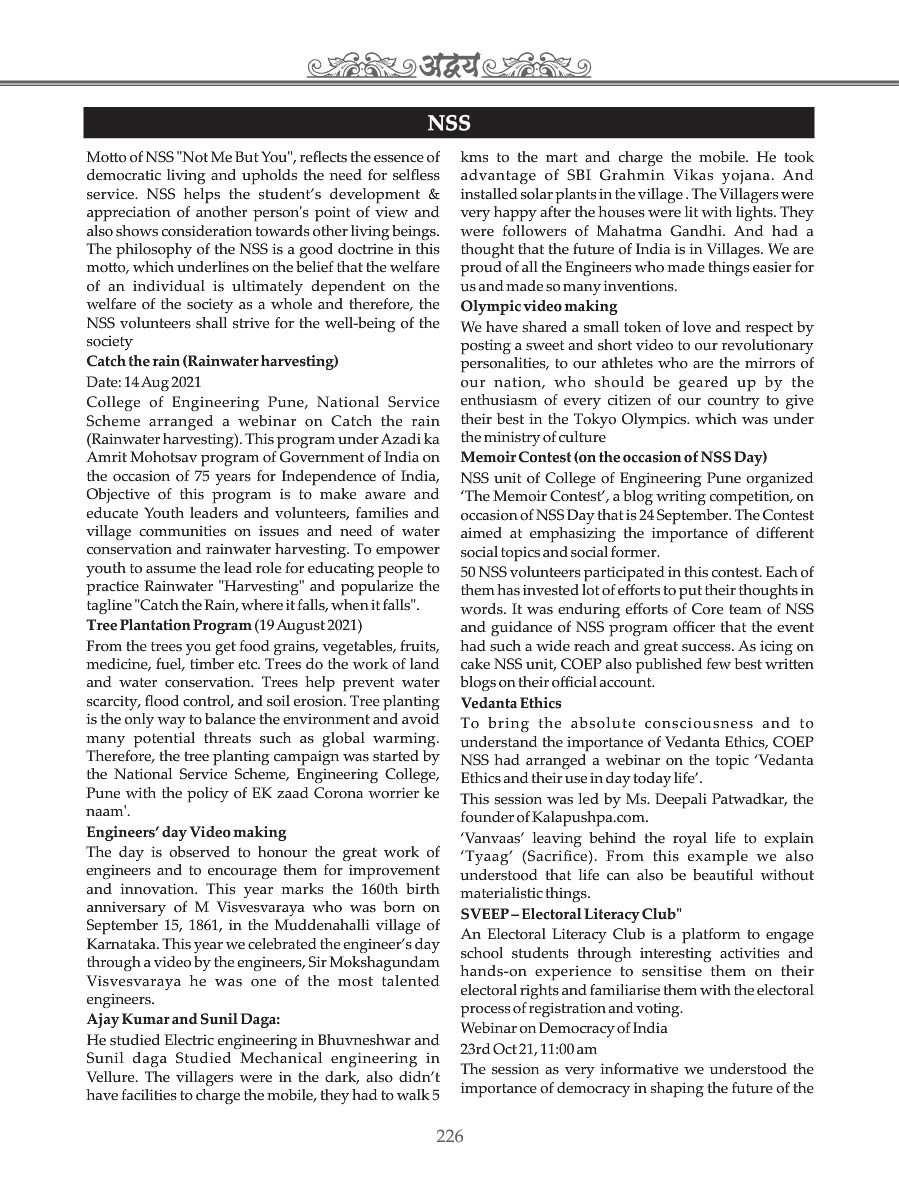 अद्वय
NSS
Motto of NSS "Not Me But You", reflects the essence of
democratic living and upholds the need for selfless
service. NSS helps the student’s development &
appreciation of another person's point of view and
also shows consideration towards other living beings.
The philosophy of the NSS is a good doctrine in this
motto, which underlines on the belief that the welfare
of an individual is ultimately dependent on the
welfare of the society as a whole and therefore, the
NSS volunteers shall strive for the well-being of the
society
Catch the rain (Rainwater harvesting)
Date: 14 Aug 2021
College of Engineering Pune, National Service
Scheme arranged a webinar on Catch the rain
(Rainwater harvesting). This program under Azadi ka
Amrit Mohotsav program of Government of India on
the occasion of 75 years for Independence of India,
Objective of this program is to make aware and
educate Youth leaders and volunteers, families and
village communities on issues and need of water
conservation and rainwater harvesting. To empower
youth to assume the lead role for educating people to
practice Rainwater "Harvesting" and popularize the
tagline "Catch the Rain, where it falls, when it falls".
Tree Plantation Program (19 August 2021)
From the trees you get food grains, vegetables, fruits,
medicine, fuel, timber etc. Trees do the work of land
and water conservation. Trees help prevent water
scarcity, flood control, and soil erosion. Tree planting
is the only way to balance the environment and avoid
many potential threats such as global warming.
Therefore, the tree planting campaign was started by
the National Service Scheme, Engineering College,
Pune with the policy of EK zaad Corona worrier ke
naam'.
Engineers’ day Video making
The day is observed to honour the great work of
engineers and to encourage them for improvement
and innovation. This year marks the 160th birth
anniversary of M Visvesvaraya who was born on
September 15, 1861, in the Muddenahalli village of
Karnataka. This year we celebrated the engineer’s day
through a video by the engineers, Sir Mokshagundam
Visvesvaraya he was one of the most talented
engineers.
Ajay Kumar and Sunil Daga:
He studied Electric engineering in Bhuvneshwar and
Sunil daga Studied Mechanical engineering in
Vellure. The villagers were in the dark, also didn’t
have facilities to charge the mobile, they had to walk 5
kms to the mart and charge the mobile. He took
advantage of SBI Grahmin Vikas yojana. And
installed solar plants in the village . The Villagers were
very happy after the houses were lit with lights. They
were followers of Mahatma Gandhi. And had a
thought that the future of India is in Villages. We are
proud of all the Engineers who made things easier for
us and made so many inventions.
Olympic video making
We have shared a small token of love and respect by
posting a sweet and short video to our revolutionary
personalities, to our athletes who are the mirrors of
our nation, who should be geared up by the
enthusiasm of every citizen of our country to give
their best in the Tokyo Olympics. which was under
the ministry of culture
Memoir Contest (on the occasion of NSS Day)
NSS unit of College of Engineering Pune organized
‘The Memoir Contest’, a blog writing competition, on
occasion of NSS Day that is 24 September. The Contest
aimed at emphasizing the importance of different
social topics and social former.
50 NSS volunteers participated in this contest. Each of
them has invested lot of efforts to put their thoughts in
words. It was enduring efforts of Core team of NSS
and guidance of NSS program officer that the event
had such a wide reach and great success. As icing on
cake NSS unit, COEP also published few best written
blogs on their official account.
Vedanta Ethics
To bring the absolute consciousness and to
understand the importance of Vedanta Ethics, COEP
NSS had arranged a webinar on the topic ‘Vedanta
Ethics and their use in day today life’.
This session was led by Ms. Deepali Patwadkar, the
founder of Kalapushpa.com.
‘Vanvaas’ leaving behind the royal life to explain
‘Tyaag’ (Sacrifice). From this example we also
understood that life can also be beautiful without
materialistic things.
SVEEP – Electoral Literacy Club"
An Electoral Literacy Club is a platform to engage
school students through interesting activities and
hands-on experience to sensitise them on their
electoral rights and familiarise them with the electoral
process of registration and voting.
Webinar on Democracy of India
23rd Oct 21, 11:00 am
The session as very informative we understood the
importance of democracy in shaping the future of the
226